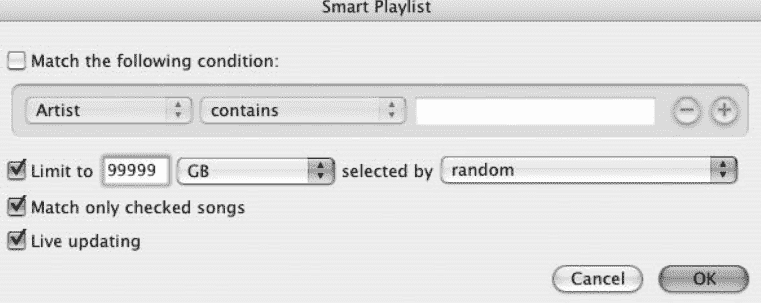 Smart Playlist
Match the following condition:
Artist contains
Limit to 99999 GB selected by random
Match only checked songs
Live updating
Cancel OK